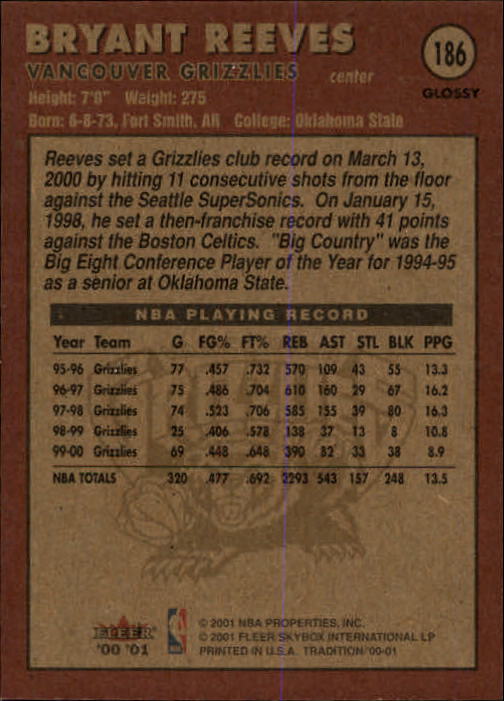 BRYANT REEVES
186
VANCOUVER GRIZZLIES center
GLOSSY
Height: 7'0" Weight: 275
Born: 6-8-73, Fort Smith, AR College: Oklahoma State
Reeves set a Grizzlies club record on March 13,
2000 by hitting 11 consecutive shots from the floor
against the Seattle SuperSonics. On January 15,
1998, he set a then-franchise record with 41 points
against the Boston Celtics. "Big Country" was the
Big Eight Conference Player of the Year for 1994-95
as a senior at Oklahoma State.
NBA PLAYING RECORD
Year Team G FG% FT% REB AST STL BLK PPG
95-96 Grizzlies 77 .457 .732 570 109 43 55 13.3
96-97 Grizzlies 75 .486 .704 610 160 29 67 16.2
97-98 Grizzlies 74 .523 .706 585 155 39 80 16.3
98-99 Grizzlies 25 .406 .578 138 37 13 8 10.8
99-00 Grizzlies 69 .448 .648 390 82 33 38 8.9
NBA TOTALS 320 .477 .692 2293 543 157 248 13.5
FLEER
'00 '01
© 2001 NBA PROPERTIES, INC.
© 2001 FLEER SKYBOX INTERNATIONAL LP
PRINTED IN U.S.A. TRADITION '00-01